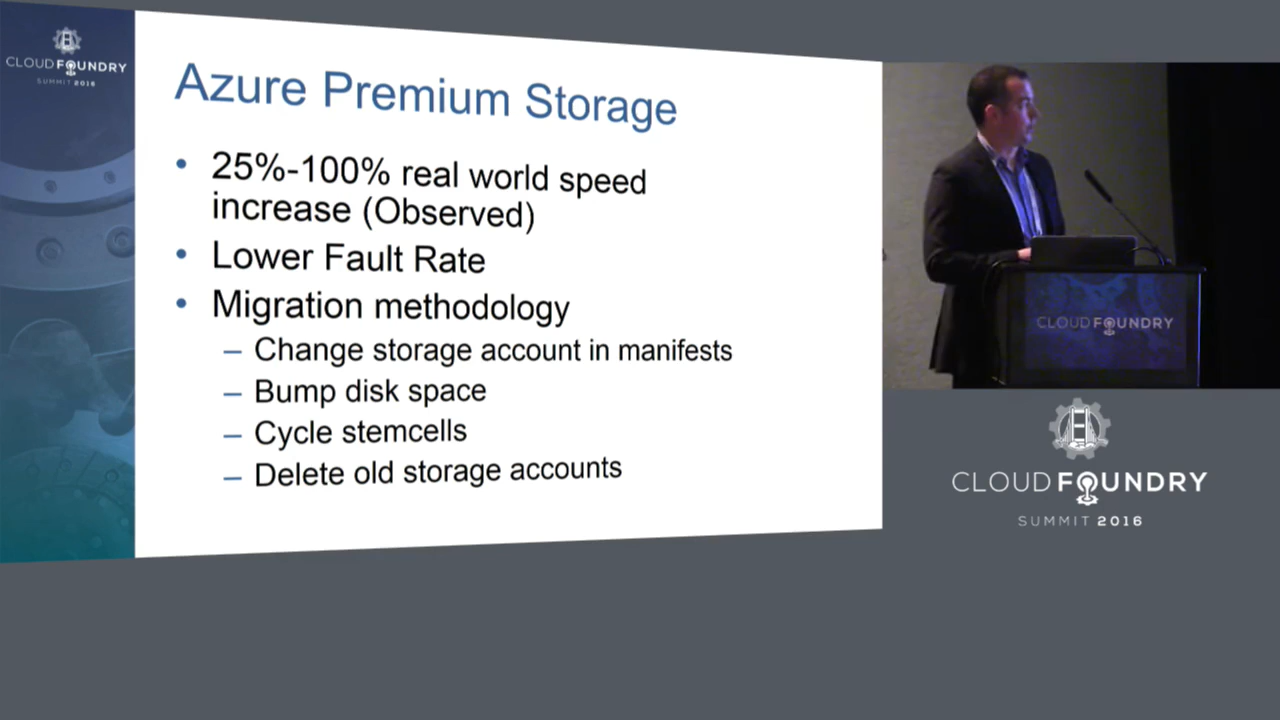 CLOUD FOUNDRY
SUMMIT 2016
Azure Premium Storage
• 25%-100% real world speed
increase (Observed)
• Lower Fault Rate
• Migration methodology
– Change storage account in manifests
– Bump disk space
– Cycle stemcells
– Delete old storage accounts
CLOUD FOUNDRY
CLOUD FOUNDRY
SUMMIT 2016